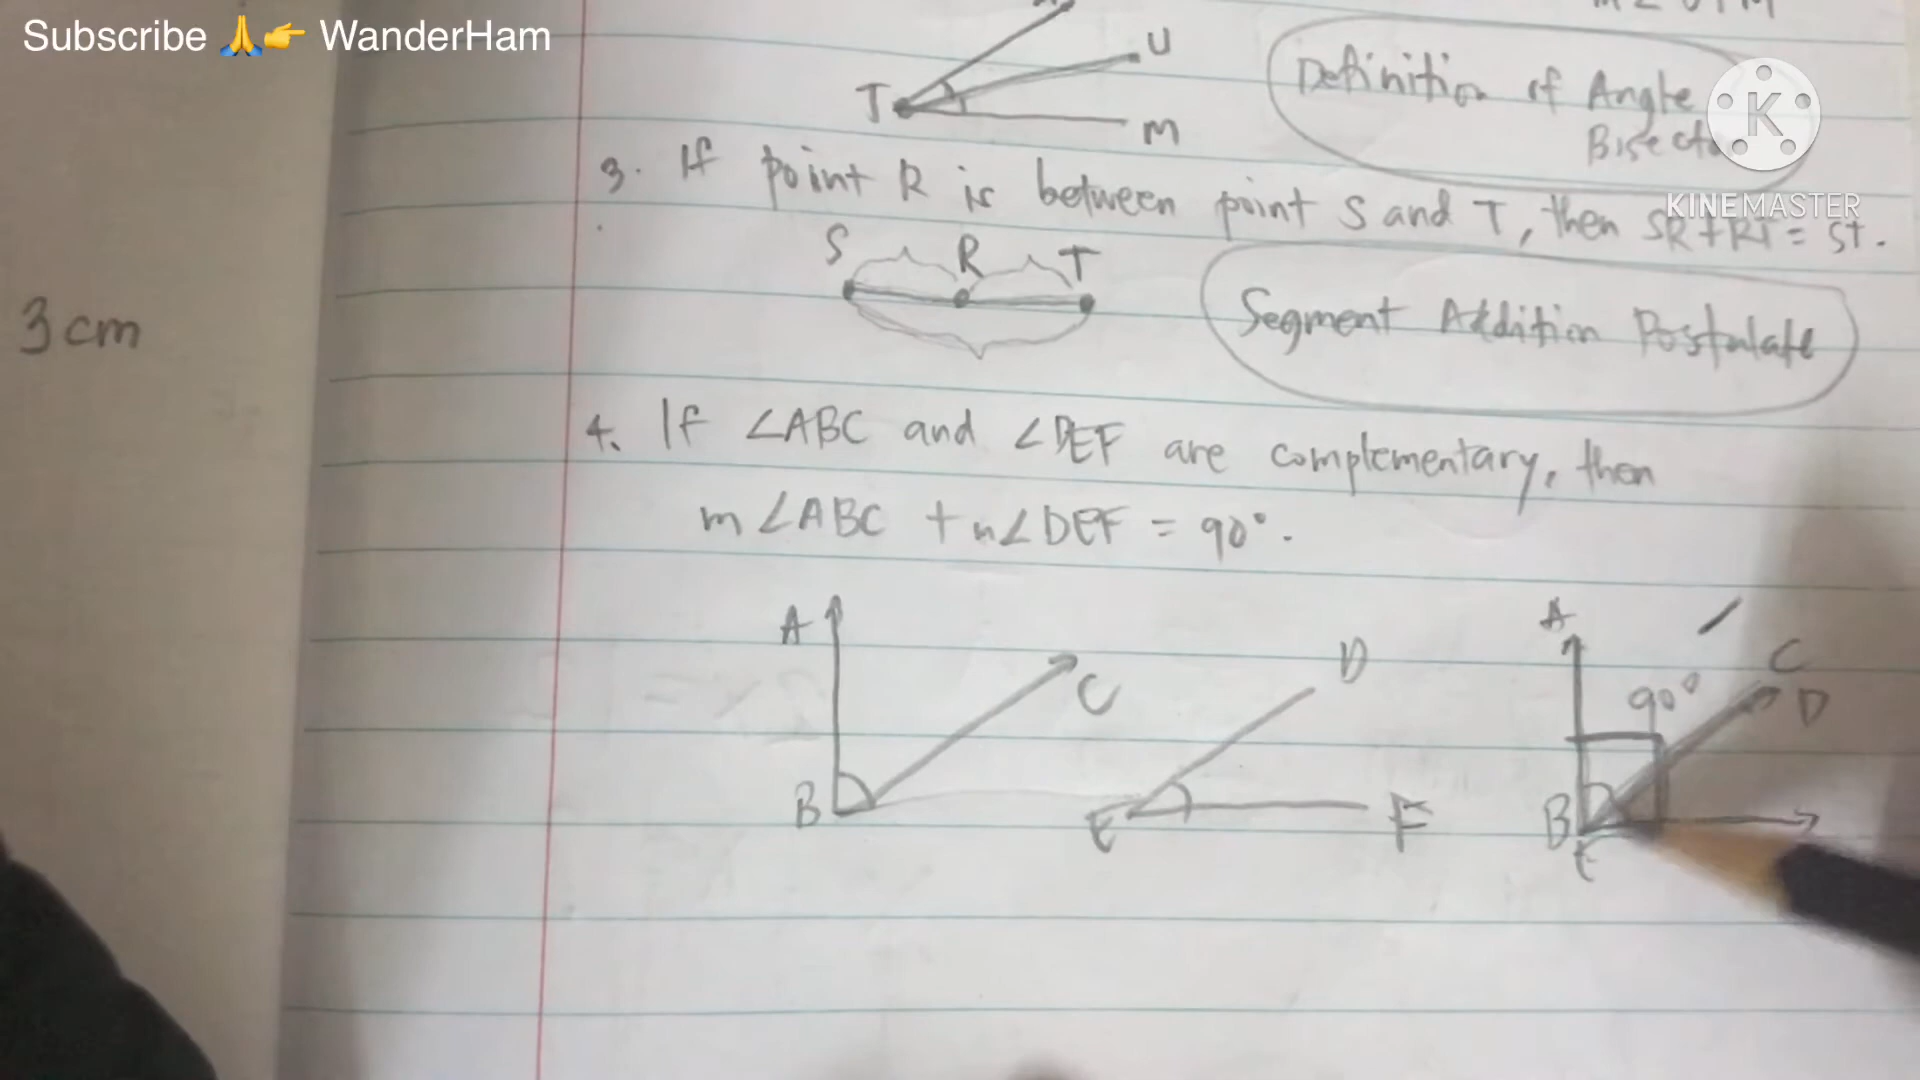 Subscribe 🙏👉 WanderHam
U
Definition of Angle
T
M
3. If point R is between point S and T, then SR+RT = ST.
K
KINEMASTER
S R T
Segment Addition Postulate
3 cm
4. If ∠ABC and ∠DEF are complementary, then
m∠ABC + m∠DEF = 90°.
A C B
D E F
A C
90° D
B
E